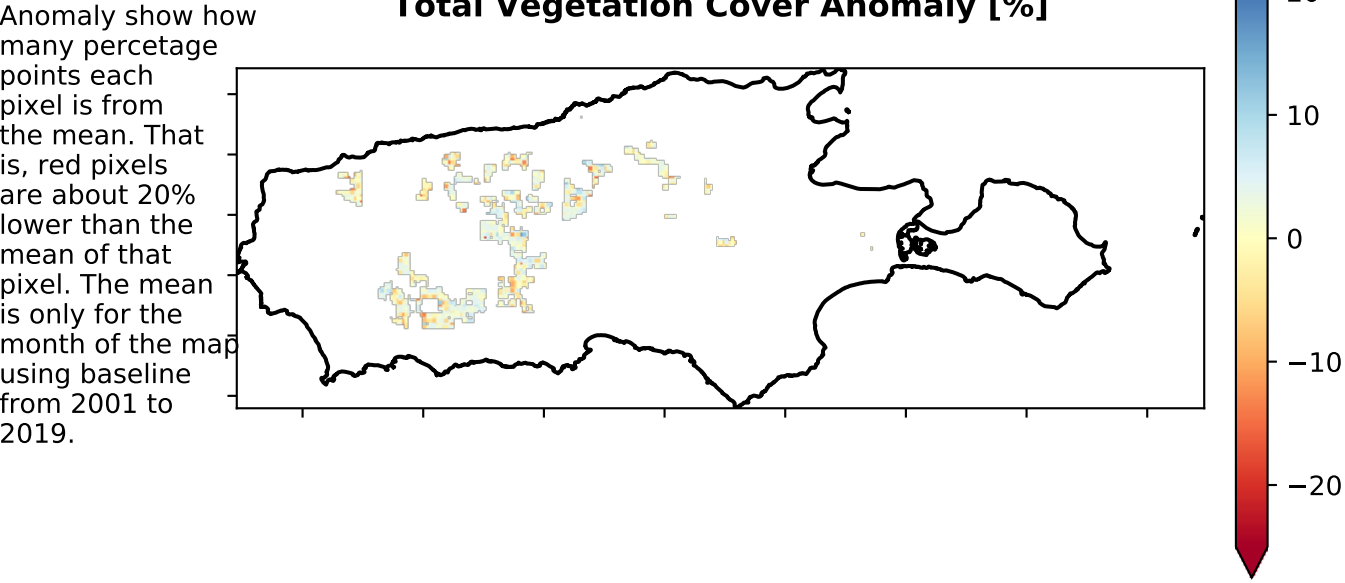 Total Vegetation Cover Anomaly [%]
Anomaly show how
many percetage
points each
pixel is from
the mean. That
is, red pixels
are about 20%
lower than the
mean of that
pixel. The mean
is only for the
month of the map
using baseline
from 2001 to
2019.
10
0
−10
−20